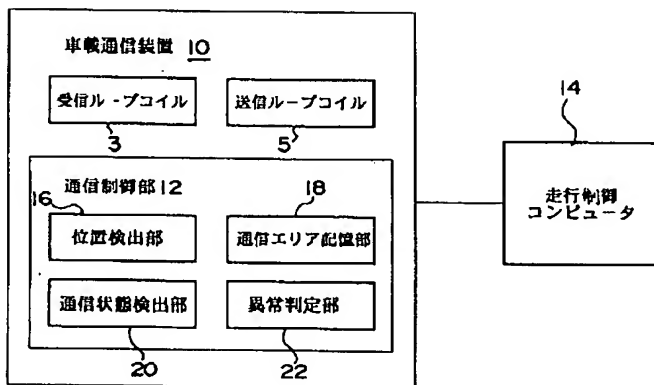 車載通信装置 10
受信ループコイル
送信ループコイル
3
5
14
走行制御
コンピュータ
通信制御部 12
16
18
位置検出部
通信エリア記憶部
通信状態検出部
異常判定部
20
22